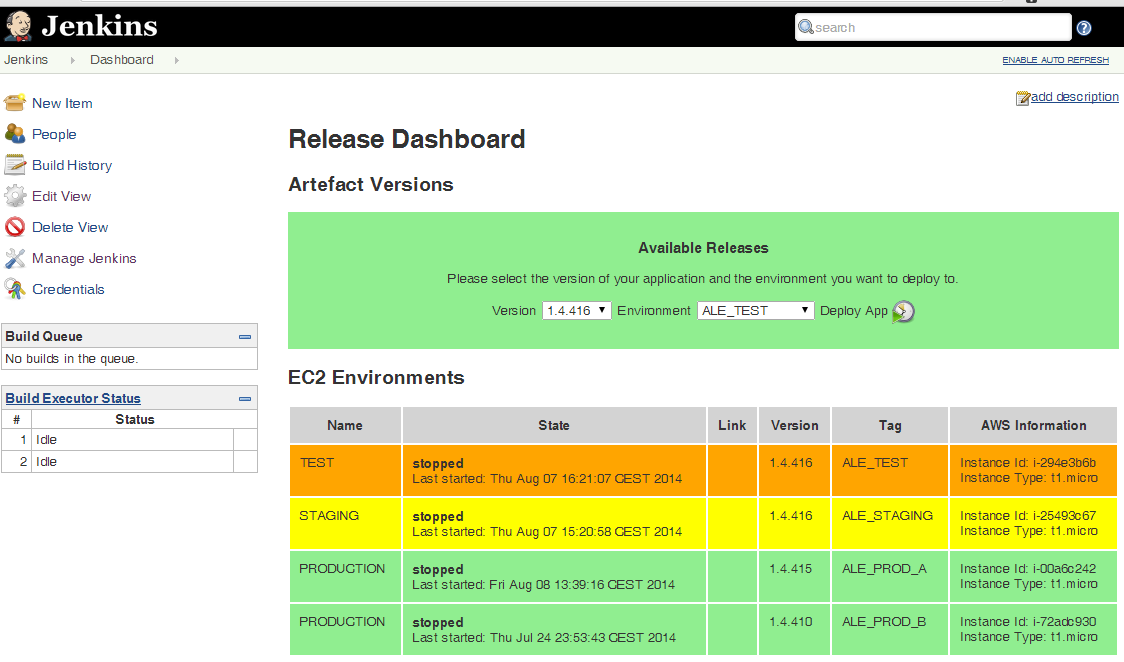 Jenkins
search
Jenkins Dashboard
ENABLE AUTO REFRESH
New Item
People
Build History
Edit View
Delete View
Manage Jenkins
Credentials
Build Queue
No builds in the queue.
Build Executor Status
# Status
1 Idle
2 Idle
add description
Release Dashboard
Artefact Versions
Available Releases
Please select the version of your application and the environment you want to deploy to.
Version 1.4.416 Environment ALE_TEST Deploy App
EC2 Environments
Name State Link Version Tag AWS Information
TEST stopped 1.4.416 ALE_TEST Instance Id: i-294e3b6b
Last started: Thu Aug 07 16:21:07 CEST 2014 Instance Type: t1.micro
STAGING stopped 1.4.416 ALE_STAGING Instance Id: i-25493c67
Last started: Thu Aug 07 15:20:58 CEST 2014 Instance Type: t1.micro
PRODUCTION stopped 1.4.415 ALE_PROD_A Instance Id: i-00a6c242
Last started: Fri Aug 08 13:39:16 CEST 2014 Instance Type: t1.micro
PRODUCTION stopped 1.4.410 ALE_PROD_B Instance Id: i-72adc930
Last started: Thu Jul 24 23:53:43 CEST 2014 Instance Type: t1.micro